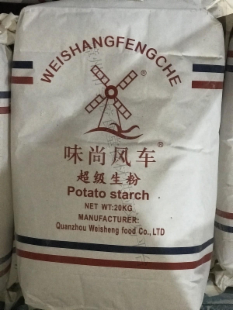 WEISHANGFENGCHE
®
味尚风车®
超级生粉
Potato starch
NET WT:20KG
MANUFACTURER:
Quanzhou Weisheng food Co.,LTD